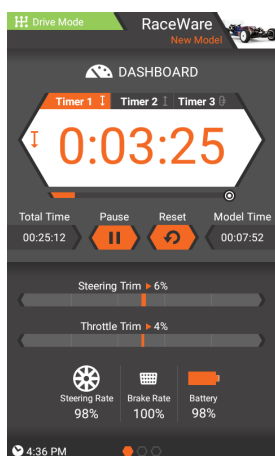 Drive Mode
RaceWare
New Model
DASHBOARD
Timer 1 Timer 2 Timer 3
0:03:25
Total Time Pause Reset Model Time
00:25:12 00:07:52
Steering Trim ▸ 6%
Throttle Trim ▸ 4%
Steering Rate Brake Rate Battery
98% 100% 98%
4:36 PM